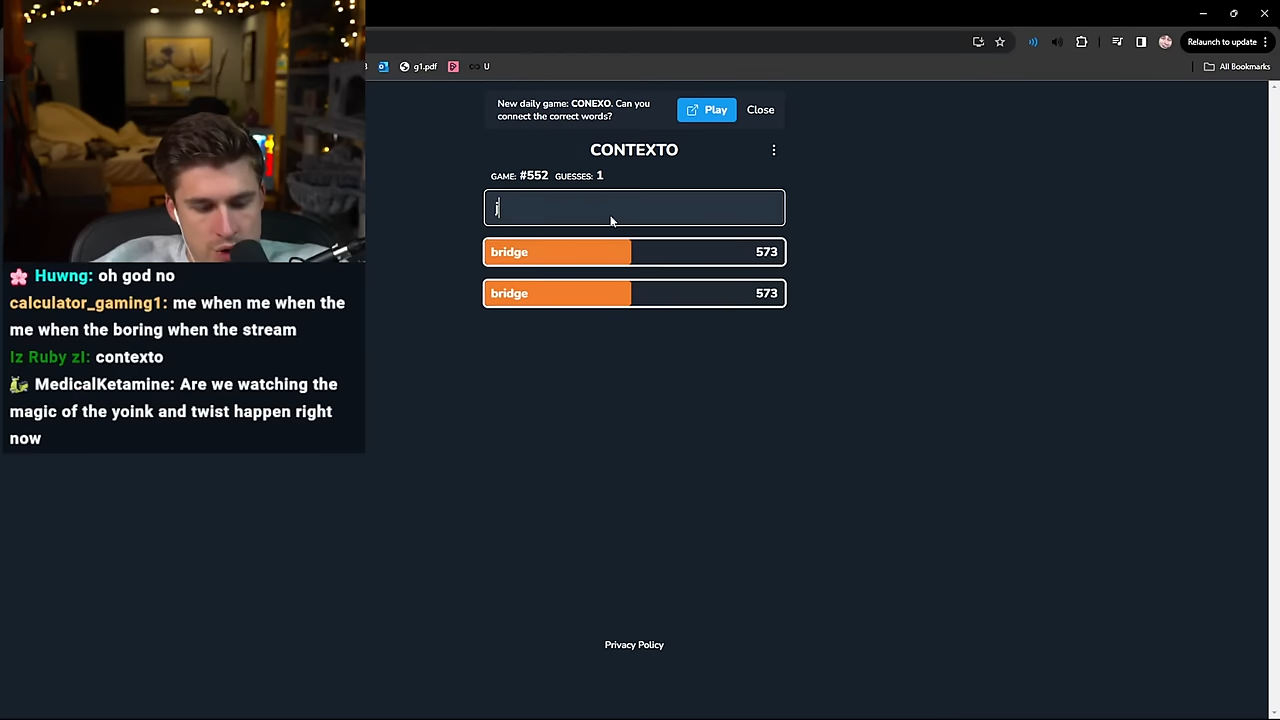 Relaunch to update
g1.pdf
U
All Bookmarks
New daily game: CONEXO. Can you
connect the correct words?
Play
Close
CONTEXTO
GAME: #552 GUESSES: 1
j
bridge 573
bridge 573
Huwng: oh god no
calculator_gaming1: me when me when the
me when the boring when the stream
Iz Ruby zI: contexto
MedicalKetamine: Are we watching the
magic of the yoink and twist happen right
now
Privacy Policy